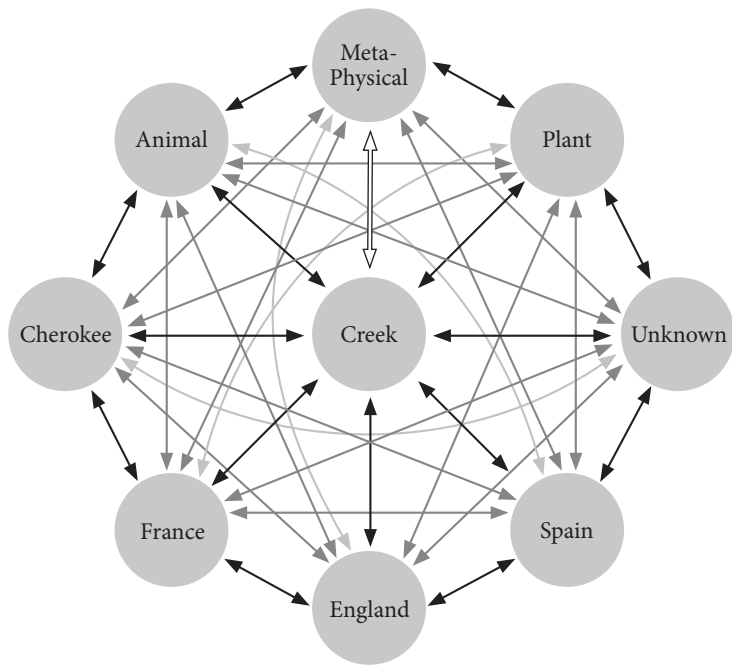 Meta-
Physical
Animal
Plant
Cherokee
Creek
Unknown
France
Spain
England